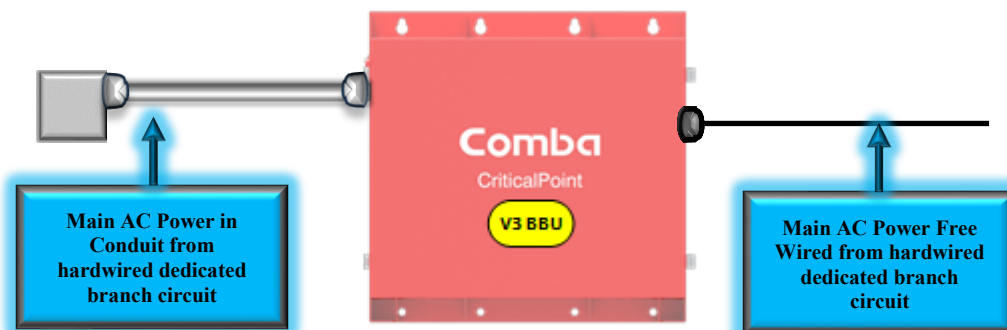 Comba
CriticalPoint
V3 BBU
Main AC Power in
Conduit from
hardwired dedicated
branch circuit
Main AC Power Free
Wired from hardwired
dedicated branch
circuit